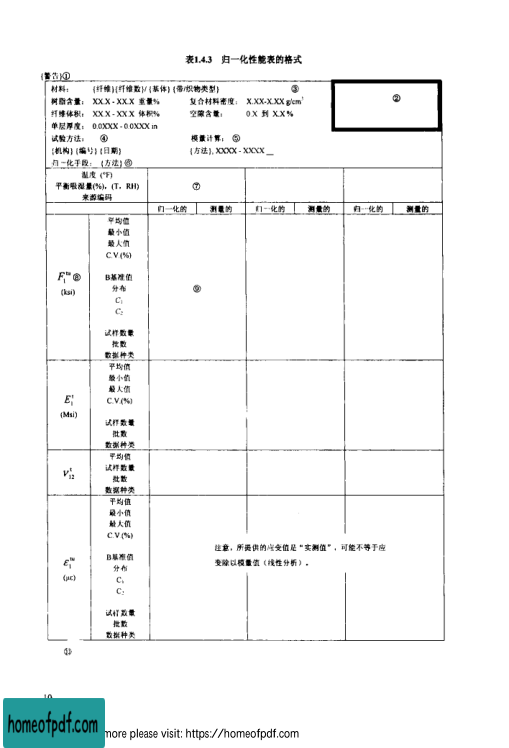 表1.4.3 归一化性能表的格式
{警告}①
材料： {纤维}{纤维数}/ {基体} {带/织物类型} ③
②
树脂含量： XX.X - XX.X 重量% 复合材料密度： X.XX-X.XX g/cm³
纤维体积： XX X - XX X 体积% 空隙含量： 0 X 到 X.X %
单层厚度： 0.0XXX - 0.0XXX in
试验方法： ④ 模量计算： ⑤
{机构} {编号} {日期} {方法}, XXXX - XXXX __
归一化手段： {方法} ⑥
温度 (°F)
平衡吸湿量(%)，(T，RH) ⑦
来源编码
归一化的 测量的 归一化的 测量的 归一化的 测量的
平均值
最小值
最大值
C V (%)
F₁ᵗᵘ ⑧
(ksi)
B基准值
分布 ⑨
C₁
C₂
试样数量
批数
数据种类
平均值
最小值
最大值
E₁ᵗ C.V.(%)
(Msi)
试样数量
批数
数据种类
平均值
ν₁₂ᵗ 试样数量
批数
数据种类
平均值
最小值
最大值
C V (%)
注意，所提供的应变值是“实测值”，可能不等于应
变除以模量值（线性分析）。
ε₁ᵗᵘ B基准值
分布
(με) C₁
C₂
试样数量
批数
数据种类
10
homeofpdf.com
more please visit: https://homeofpdf.com